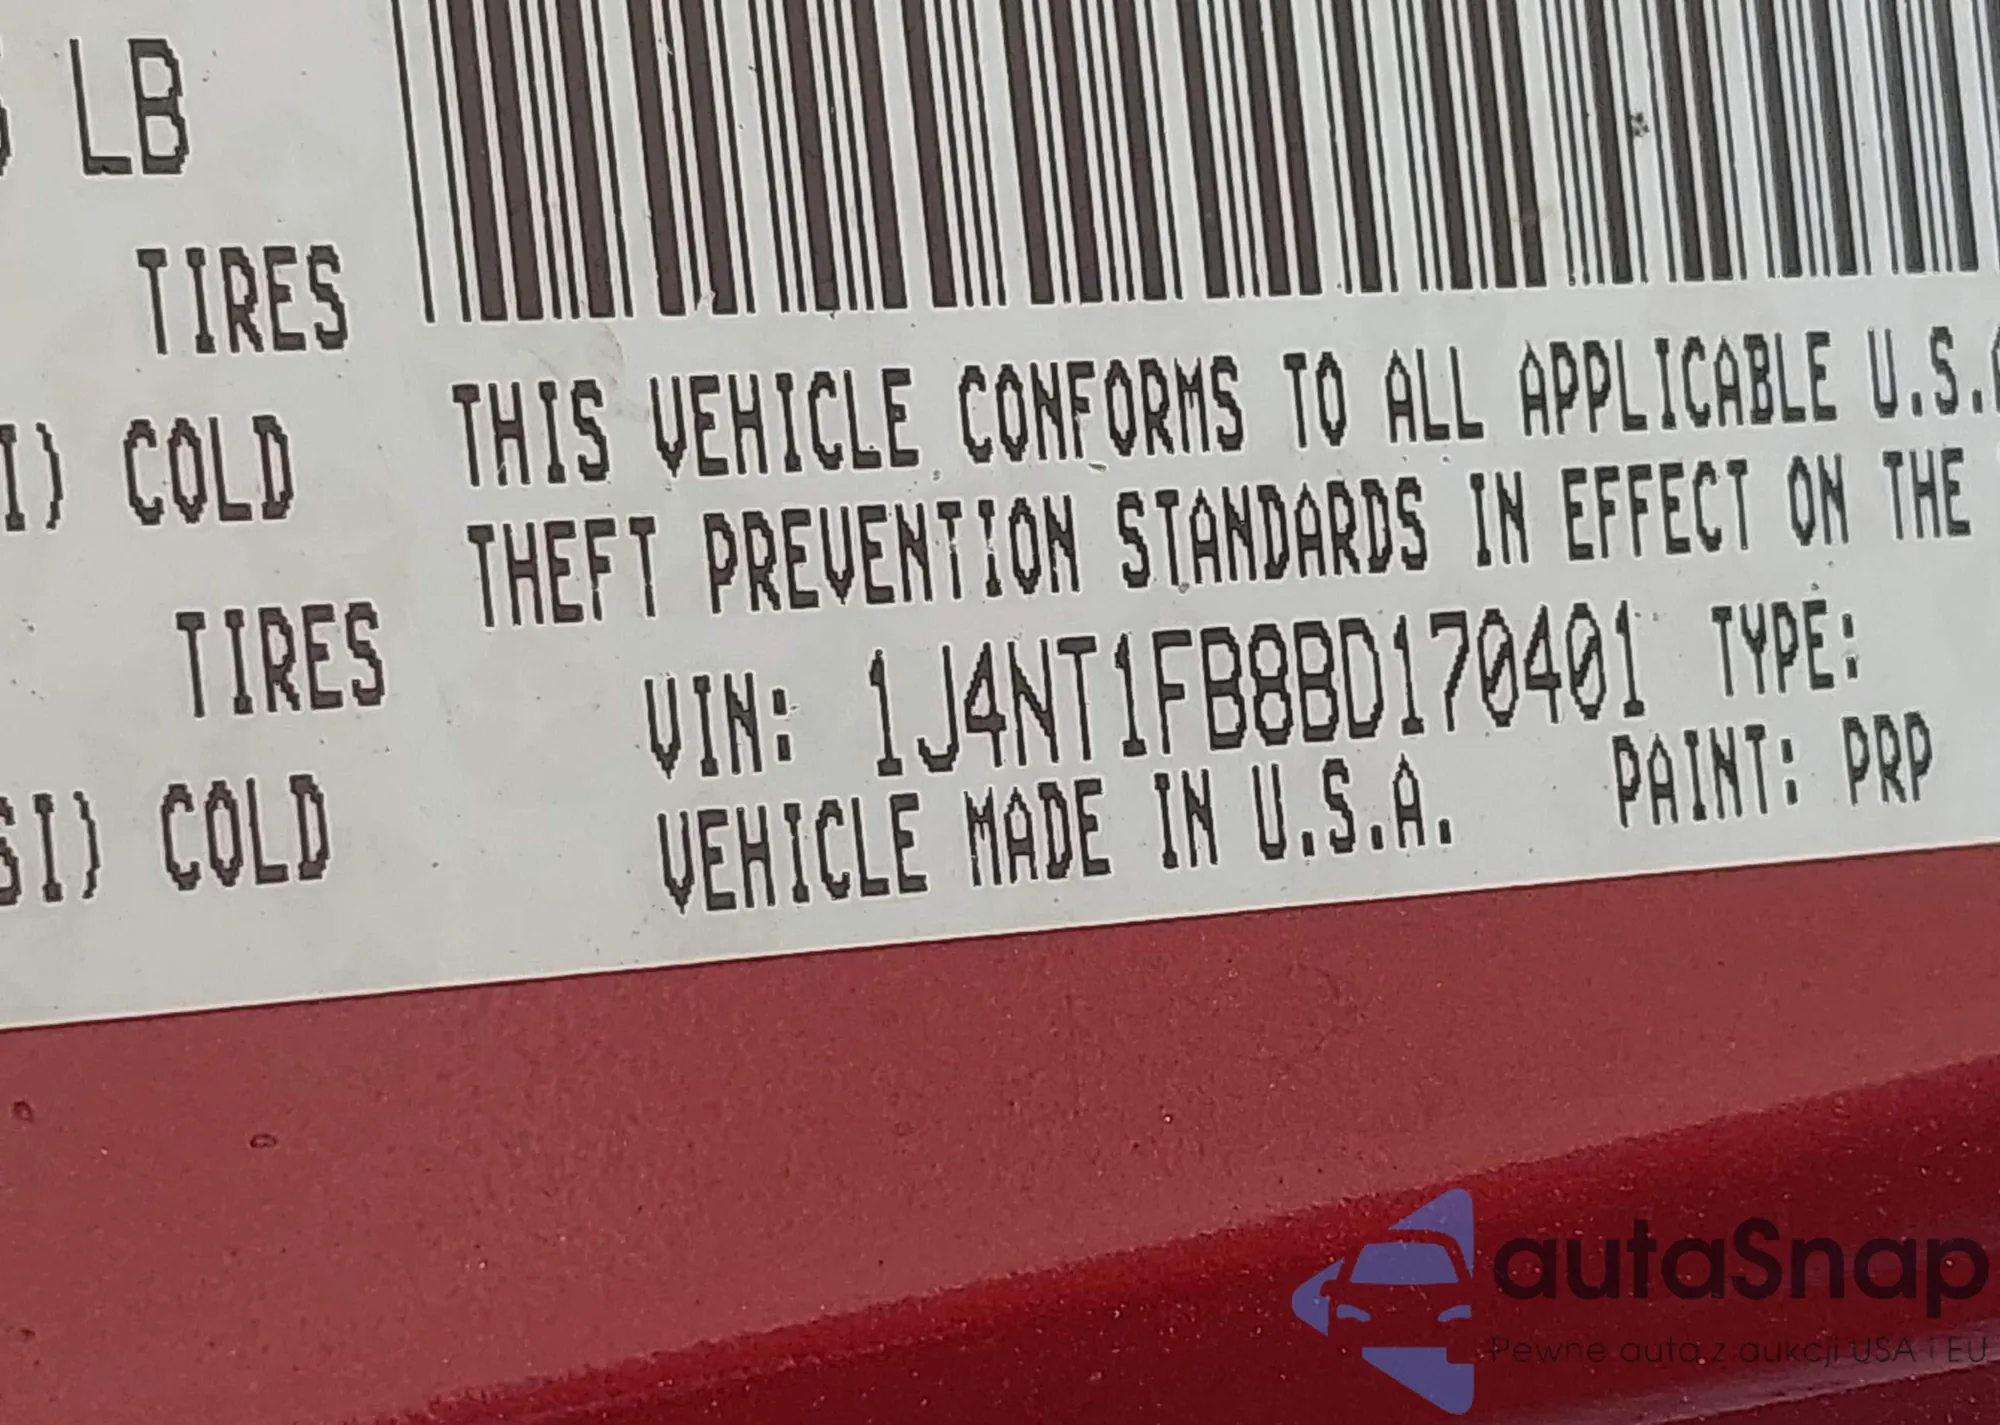 LB
TIRES
I) COLD
TIRES
SI) COLD
THIS VEHICLE CONFORMS TO ALL APPLICABLE U.S.
THEFT PREVENTION STANDARDS IN EFFECT ON THE
VIN: 1J4NT1FB8BD170401 TYPE:
VEHICLE MADE IN U.S.A. PAINT: PRP
autaSnap
Pewne auta z aukcji USA i EU